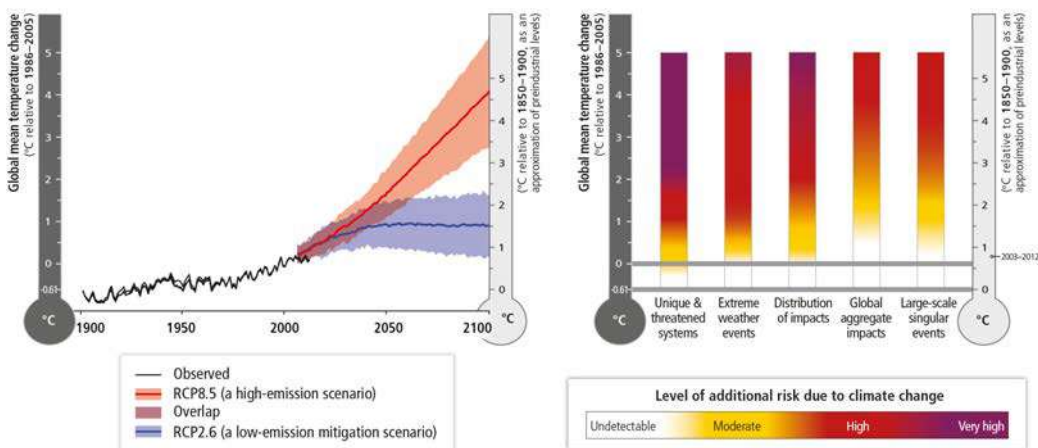 Global mean temperature change
(°C relative to 1986–2005)
5
4
3
2
1
0
-0.61
°C
(°C relative to 1850–1900, as an
approximation of preindustrial levels)
5
4
3
2
1
0
°C
1900
1950
2000
2050
2100
Observed
RCP8.5 (a high-emission scenario)
Overlap
RCP2.6 (a low-emission mitigation scenario)
Global mean temperature change
(°C relative to 1986–2005)
5
4
3
2
1
0
-0.61
°C
(°C relative to 1850–1900, as an
approximation of preindustrial levels)
5
4
3
2
1
0
2003–2012
°C
Unique &
threatened
systems
Extreme
weather
events
Distribution
of impacts
Global
aggregate
impacts
Large-scale
singular
events
Level of additional risk due to climate change
Undetectable Moderate High Very high